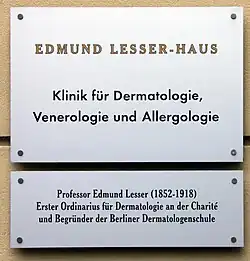 EDMUND LESSER-HAUS
Klinik für Dermatologie,
Venerologie und Allergologie
Professor Edmund Lesser (1852-1918)
Erster Ordinarius für Dermatologie an der Charité
und Begründer der Berliner Dermatologenschule